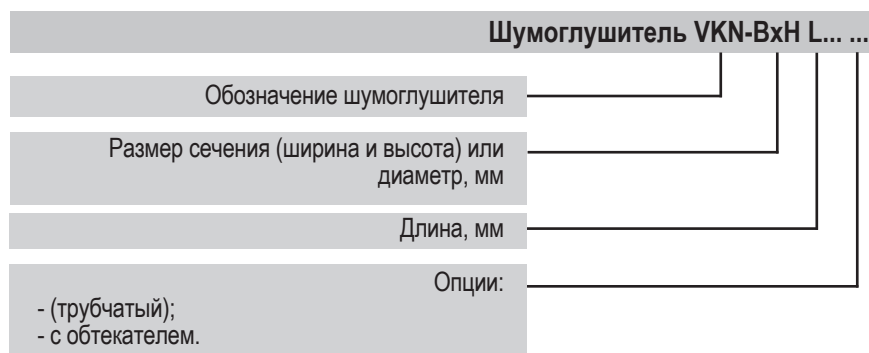 Шумоглушитель VKN-BxH L... ...
Обозначение шумоглушителя
Размер сечения (ширина и высота) или
диаметр, мм
Длина, мм
Опции:
- (трубчатый);
- с обтекателем.